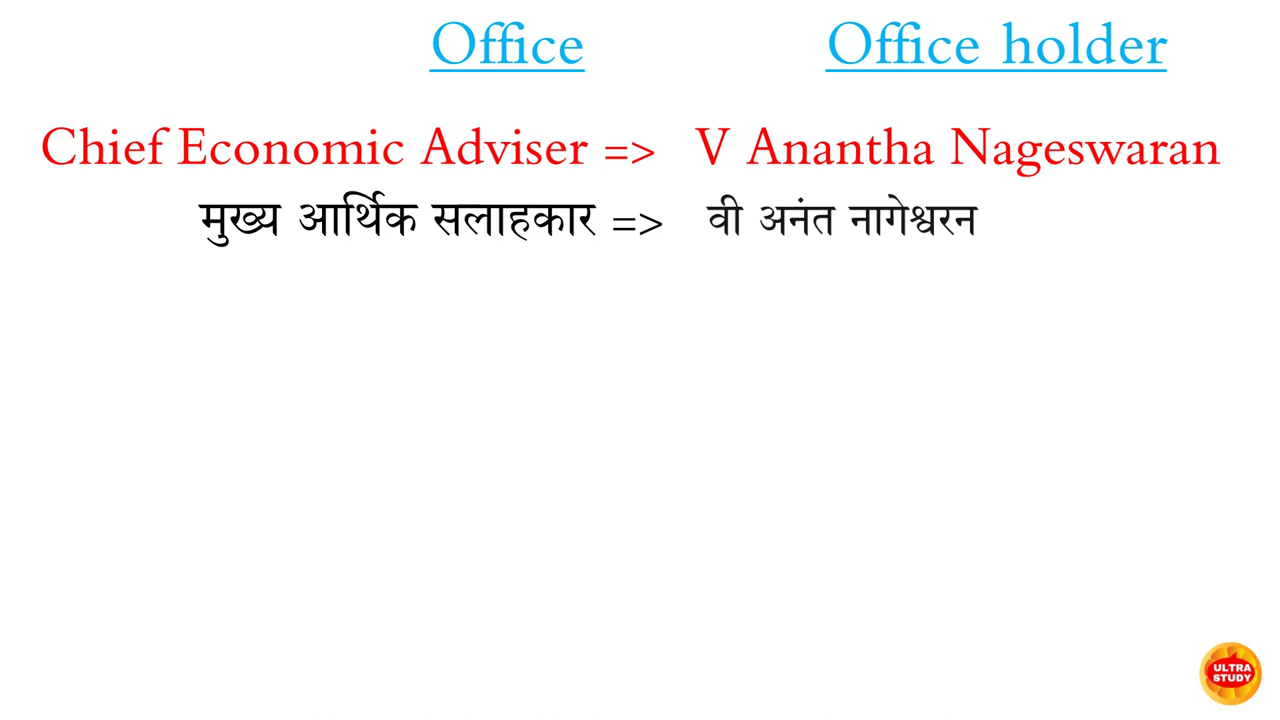 Office Office holder
Chief Economic Adviser => V Anantha Nageswaran
मुख्य आर्थिक सलाहकार => वी अनंत नागेश्वरन
ULTRA
STUDY